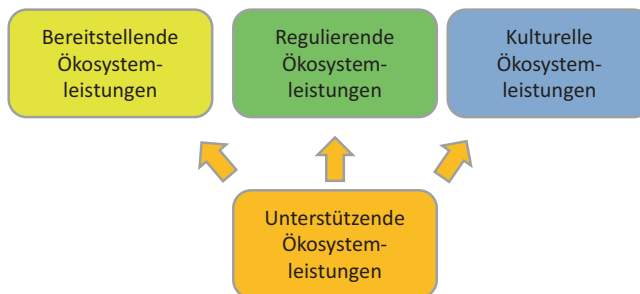 Bereitstellende
Ökosystem-
leistungen
Regulierende
Ökosystem-
leistungen
Kulturelle
Ökosystem-
leistungen
Unterstützende
Ökosystem-
leistungen